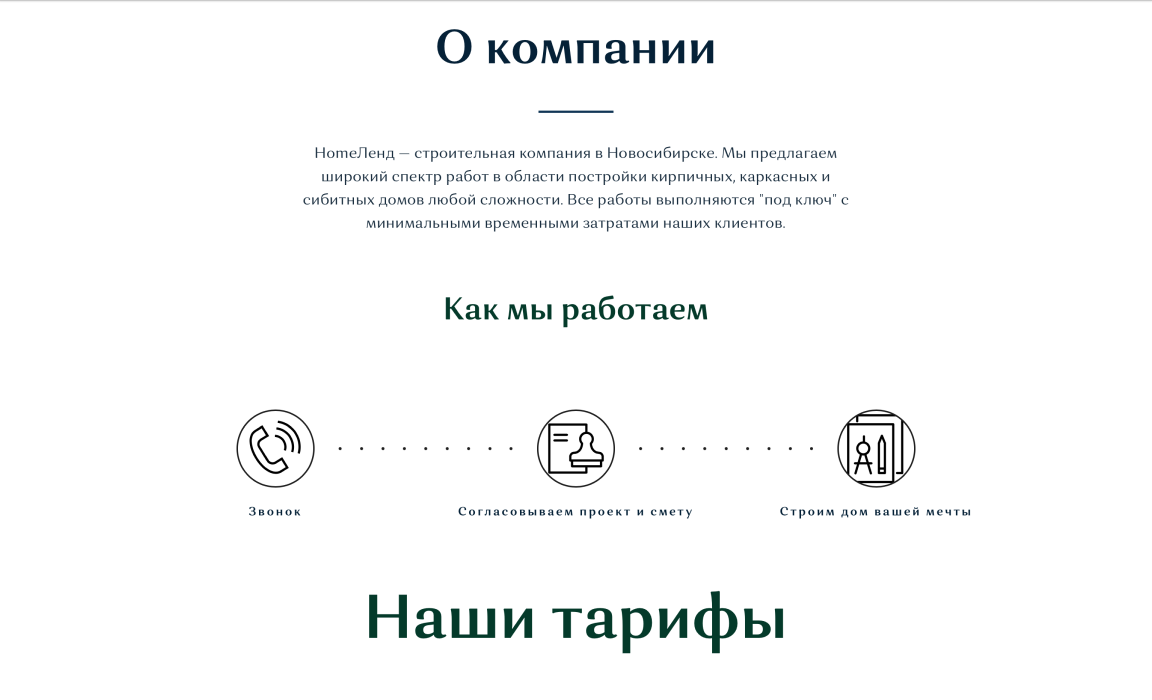 О компании
HomeЛенд — строительная компания в Новосибирске. Мы предлагаем
широкий спектр работ в области постройки кирпичных, каркасных и
сибитных домов любой сложности. Все работы выполняются "под ключ" с
минимальными временными затратами наших клиентов.
Как мы работаем
Звонок
Согласовываем проект и смету
Строим дом вашей мечты
Наши тарифы